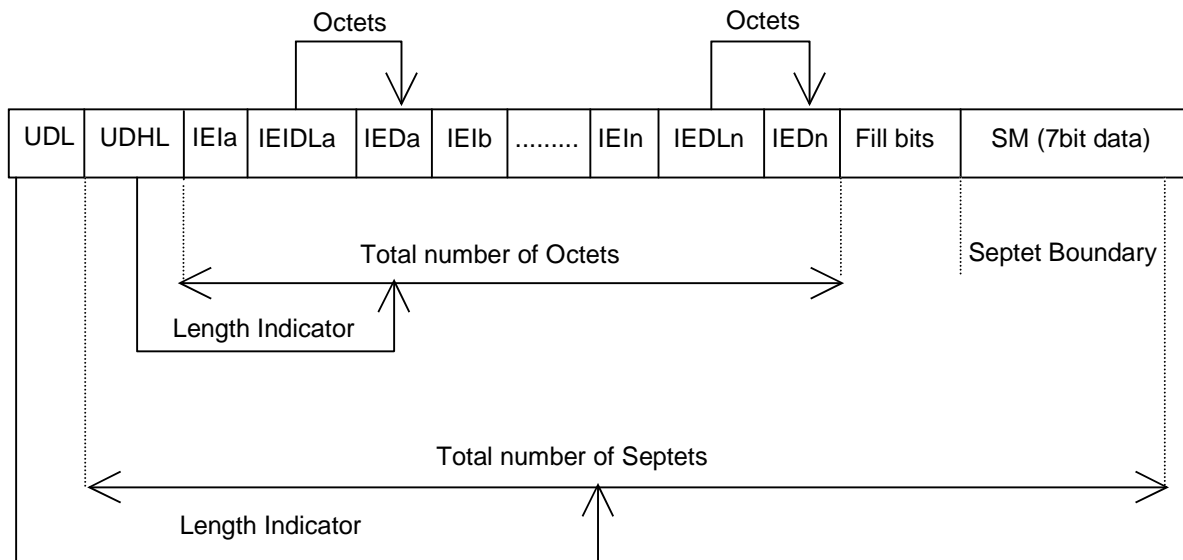 Octets Octets
UDL UDHL IEIa IEIDLa IEDa IEIb ......... IEIn IEDLn IEDn Fill bits SM (7bit data)
Total number of Octets Septet Boundary
Length Indicator
Total number of Septets
Length Indicator